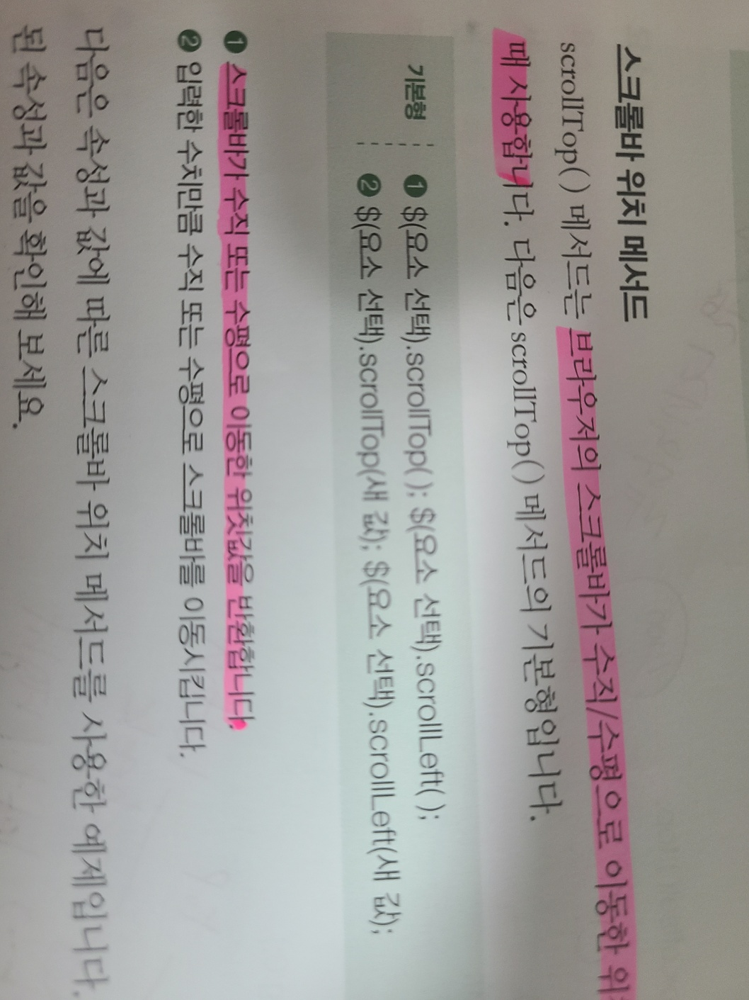 스크롤바 위치 메서드
scrollTop( ) 메서드는 브라우저의 스크롤바가 수직/수평으로 이동한
때 사용합니다. 다음은 scrollTop( ) 메서드의 기본형입니다.
기본형
❶ $(요소 선택).scrollTop( ); $(요소 선택).scrollLeft( );
❷ $(요소 선택).scrollTop(새 값); $(요소 선택).scrollLeft(새 값);
❶ 스크롤바가 수직 또는 수평으로 이동한 위칫값을 반환합니다.
❷ 입력한 수치만큼 수직 또는 수평으로 스크롤바를 이동시킵니다.
다음은 속성과 값에 따른 스크롤바 위치 메서드를 사용한 예제입니다.
된 속성과 값을 확인해 보세요.